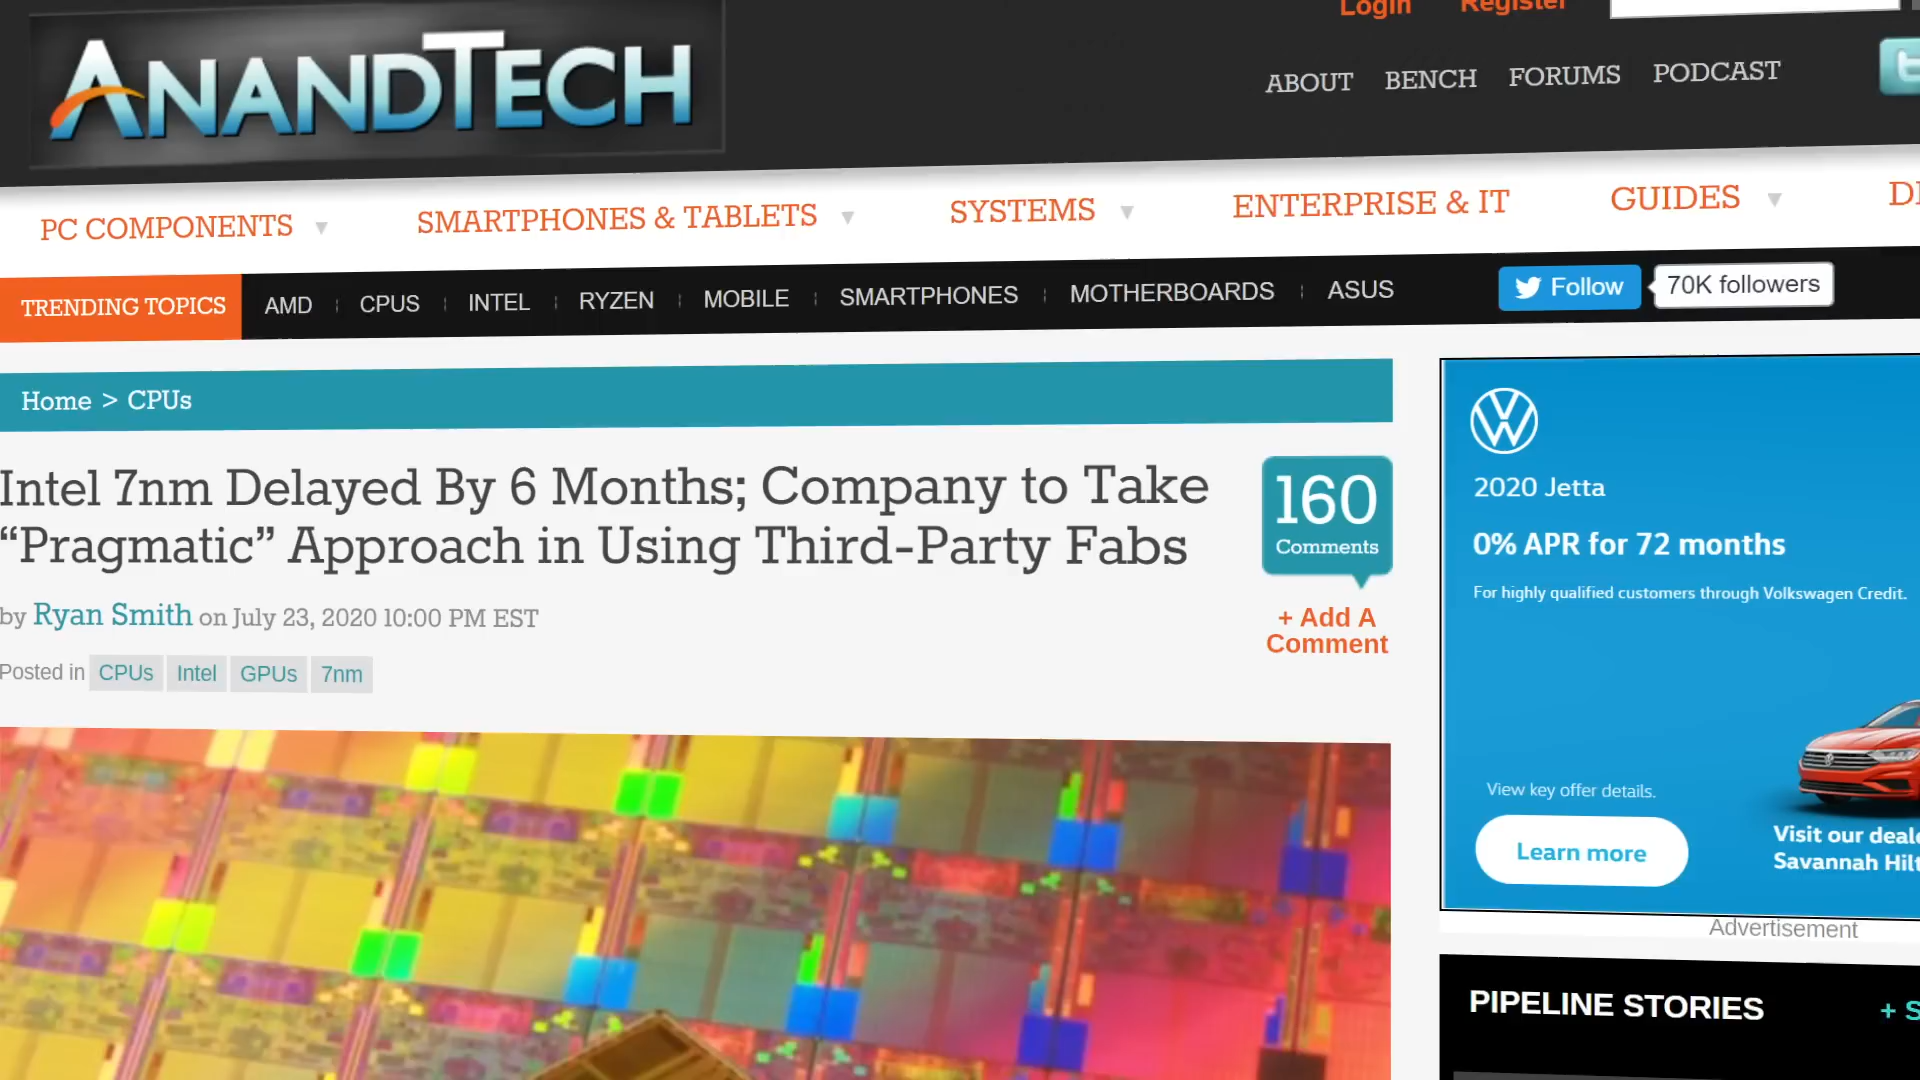 Login Register
ANANDTECH
ABOUT BENCH FORUMS PODCAST
PC COMPONENTS SMARTPHONES & TABLETS SYSTEMS ENTERPRISE & IT GUIDES
TRENDING TOPICS AMD CPUS INTEL RYZEN MOBILE SMARTPHONES MOTHERBOARDS ASUS Follow 70K followers
Home > CPUs
Intel 7nm Delayed By 6 Months; Company to Take
“Pragmatic” Approach in Using Third-Party Fabs
160
Comments
+ Add A
Comment
by Ryan Smith on July 23, 2020 10:00 PM EST
Posted in CPUs Intel GPUs 7nm
2020 Jetta
0% APR for 72 months
For highly qualified customers through Volkswagen Credit.
View key offer details.
Learn more
Visit our
Savannah
Advertisement
PIPELINE STORIES